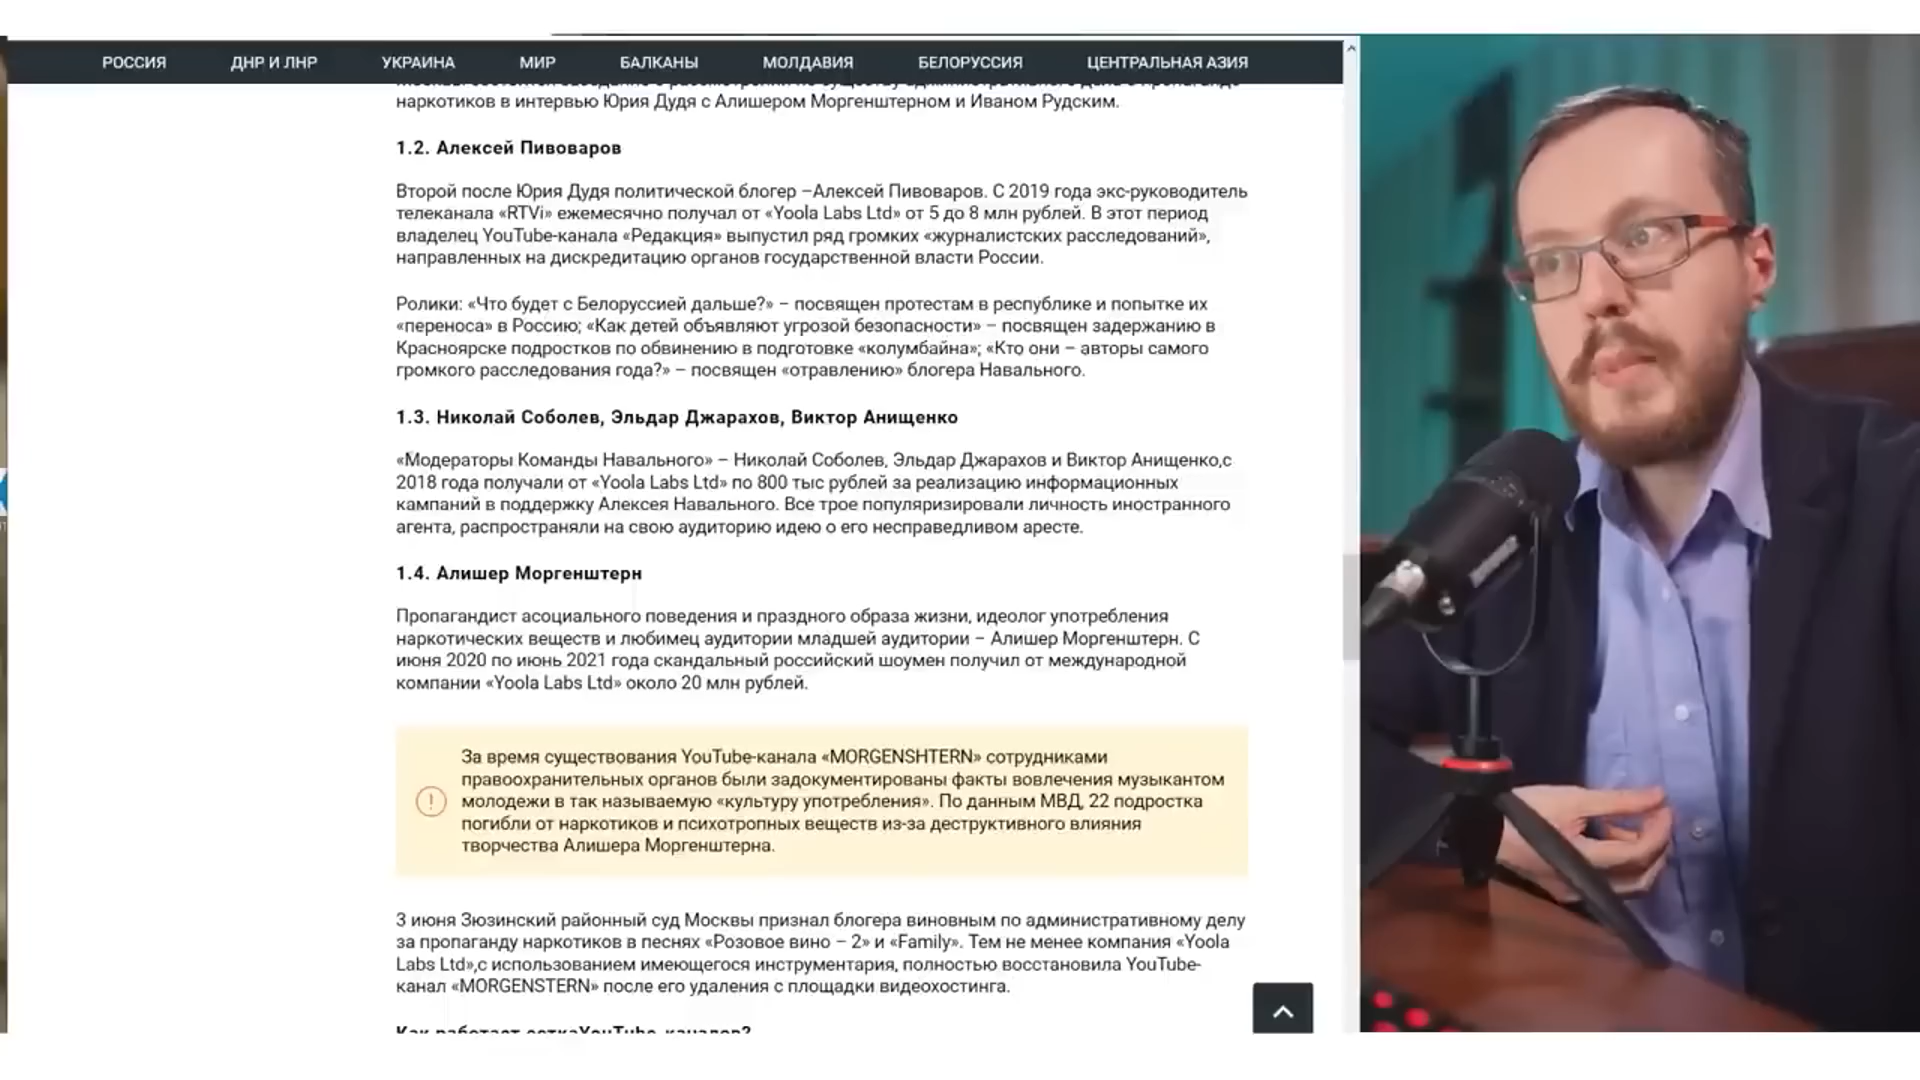 РОССИЯ ДНР И ЛНР УКРАИНА МИР БАЛКАНЫ МОЛДАВИЯ БЕЛОРУССИЯ ЦЕНТРАЛЬНАЯ АЗИЯ
наркотиков в интервью Юрия Дудя с Алишером Моргенштерном и Иваном Рудским.
1.2. Алексей Пивоваров
Второй после Юрия Дудя политической блогер –Алексей Пивоваров. С 2019 года экс-руководитель
телеканала «RTVi» ежемесячно получал от «Yoola Labs Ltd» от 5 до 8 млн рублей. В этот период
владелец YouTube-канала «Редакция» выпустил ряд громких «журналистских расследований»,
направленных на дискредитацию органов государственной власти России.
Ролики: «Что будет с Белоруссией дальше?» – посвящен протестам в республике и попытке их
«переноса» в Россию; «Как детей объявляют угрозой безопасности» – посвящен задержанию в
Красноярске подростков по обвинению в подготовке «колумбайна»; «Кто они – авторы самого
громкого расследования года?» – посвящен «отравлению» блогера Навального.
1.3. Николай Соболев, Эльдар Джарахов, Виктор Анищенко
«Модераторы Команды Навального» – Николай Соболев, Эльдар Джарахов и Виктор Анищенко,с
2018 года получали от «Yoola Labs Ltd» по 800 тыс рублей за реализацию информационных
кампаний в поддержку Алексея Навального. Все трое популяризировали личность иностранного
агента, распространяли на свою аудиторию идею о его несправедливом аресте.
1.4. Алишер Моргенштерн
Пропагандист асоциального поведения и праздного образа жизни, идеолог употребления
наркотических веществ и любимец аудитории младшей аудитории – Алишер Моргенштерн. С
июня 2020 по июнь 2021 года скандальный российский шоумен получил от международной
компании «Yoola Labs Ltd» около 20 млн рублей.
За время существования YouTube-канала «MORGENSHTERN» сотрудниками
правоохранительных органов были задокументированы факты вовлечения музыкантом
молодежи в так называемую «культуру употребления». По данным МВД, 22 подростка
погибли от наркотиков и психотропных веществ из-за деструктивного влияния
творчества Алишера Моргенштерна.
3 июня Зюзинский районный суд Москвы признал блогера виновным по административному делу
за пропаганду наркотиков в песнях «Розовое вино – 2» и «Family». Тем не менее компания «Yoola
Labs Ltd»,с использованием имеющегося инструментария, полностью восстановила YouTube-
канал «MORGENSTERN» после его удаления с площадки видеохостинга.
Как работает сеткаYouTube-каналов?